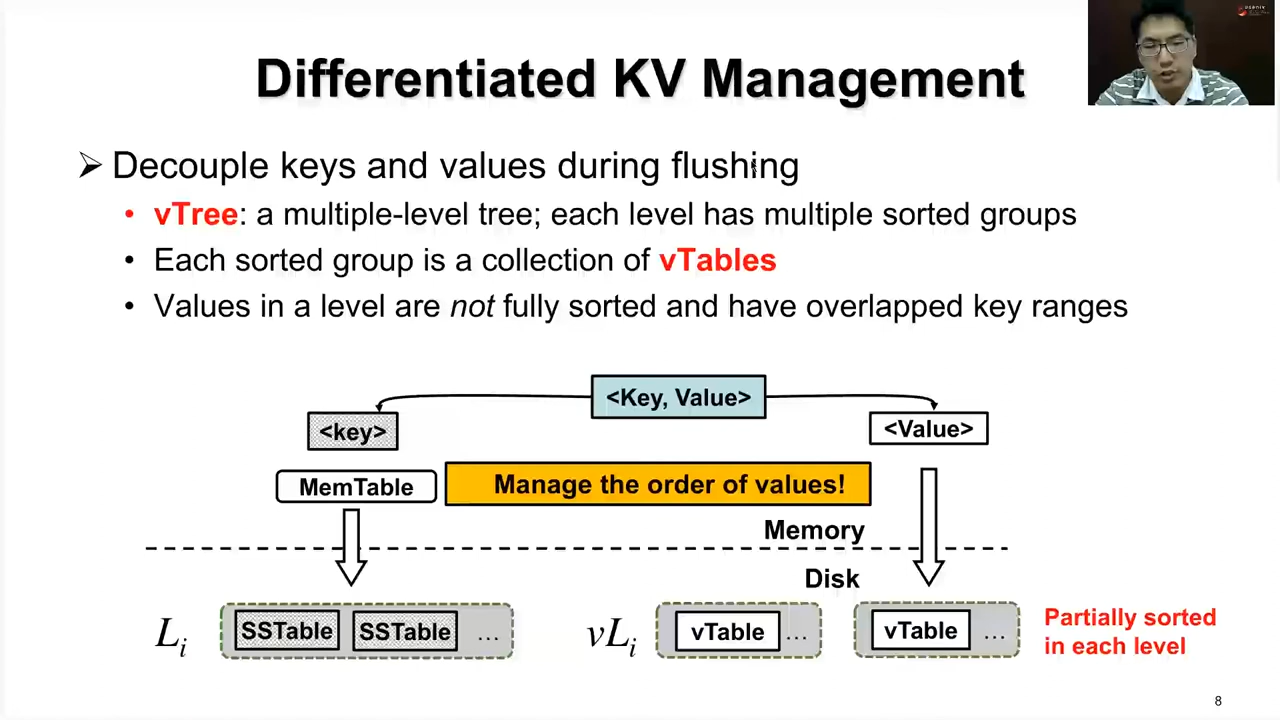 Differentiated KV Management
➢ Decouple keys and values during flushing
• vTree: a multiple-level tree; each level has multiple sorted groups
• Each sorted group is a collection of vTables
• Values in a level are not fully sorted and have overlapped key ranges
<Key, Value>
<key>
<Value>
MemTable
Manage the order of values!
Memory
Disk
Li
SSTable
SSTable
...
vLi
vTable
...
vTable
...
Partially sorted
in each level
8